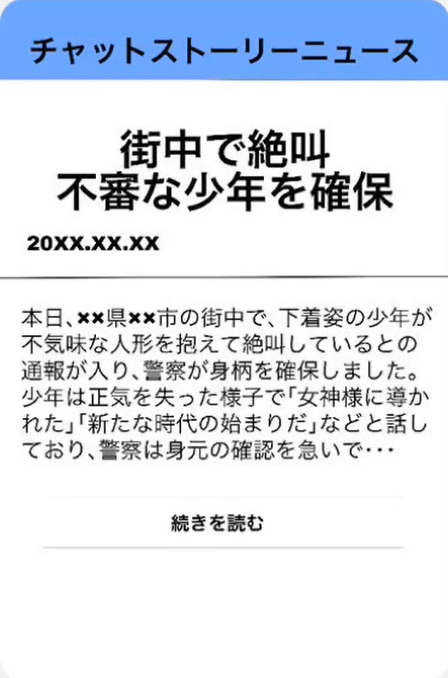 チャットストーリーニュース
街中で絶叫
不審な少年を確保
20XX.XX.XX
本日、✖✖県✖✖市の街中で、下着姿の少年が
不気味な人形を抱えて絶叫しているとの
通報が入り、警察が身柄を確保しました。
少年は正気を失った様子で「女神様に導か
れた」「新たな時代の始まりだ」などと話し
ており、警察は身元の確認を急いで･･･
続きを読む